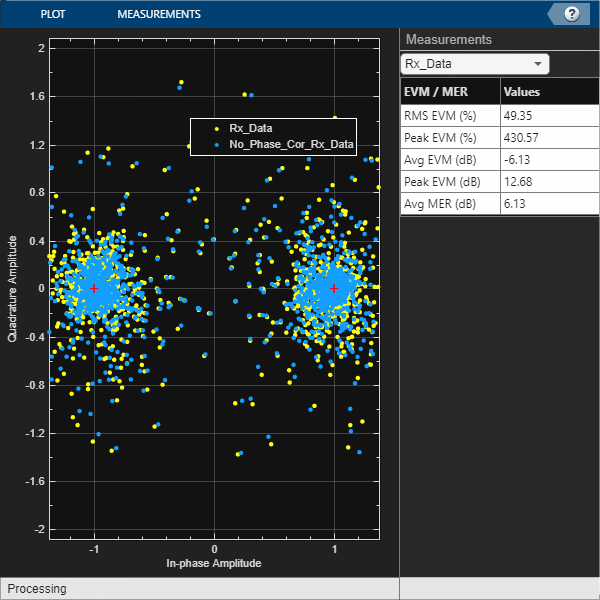 PLOT MEASUREMENTS ?
Measurements
Rx_Data
EVM / MER Values
RMS EVM (%) 49.35
Peak EVM (%) 430.57
Avg EVM (dB) -6.13
Peak EVM (dB) 12.68
Avg MER (dB) 6.13
Rx_Data
No_Phase_Cor_Rx_Data
Quadrature Amplitude
2
1.6
1.2
0.8
0.4
0
-0.4
-0.8
-1.2
-1.6
-2
-1 0 1
In-phase Amplitude
Processing